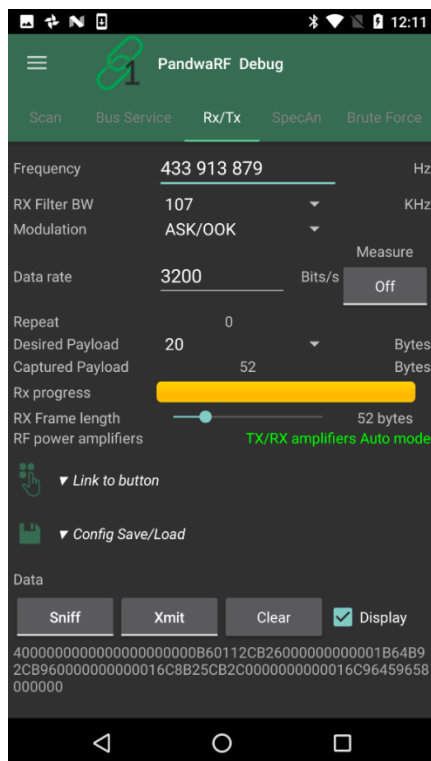 12:11
1 PandwaRF Debug
Scan Bus Service Rx/Tx SpecAn Brute Force
Frequency 433 913 879 Hz
RX Filter BW 107 KHz
Modulation ASK/OOK
Measure
Data rate 3200 Bits/s Off
Repeat 0
Desired Payload 20 Bytes
Captured Payload 52 Bytes
Rx progress
RX Frame length 52 bytes
RF power amplifiers TX/RX amplifiers Auto mode
▼ Link to button
▼ Config Save/Load
Data
Sniff Xmit Clear Display
40000000000000000000000B60112CB26000000000001B64B9
2CB960000000000016C8B25CB2C0000000000016C96459658
000000